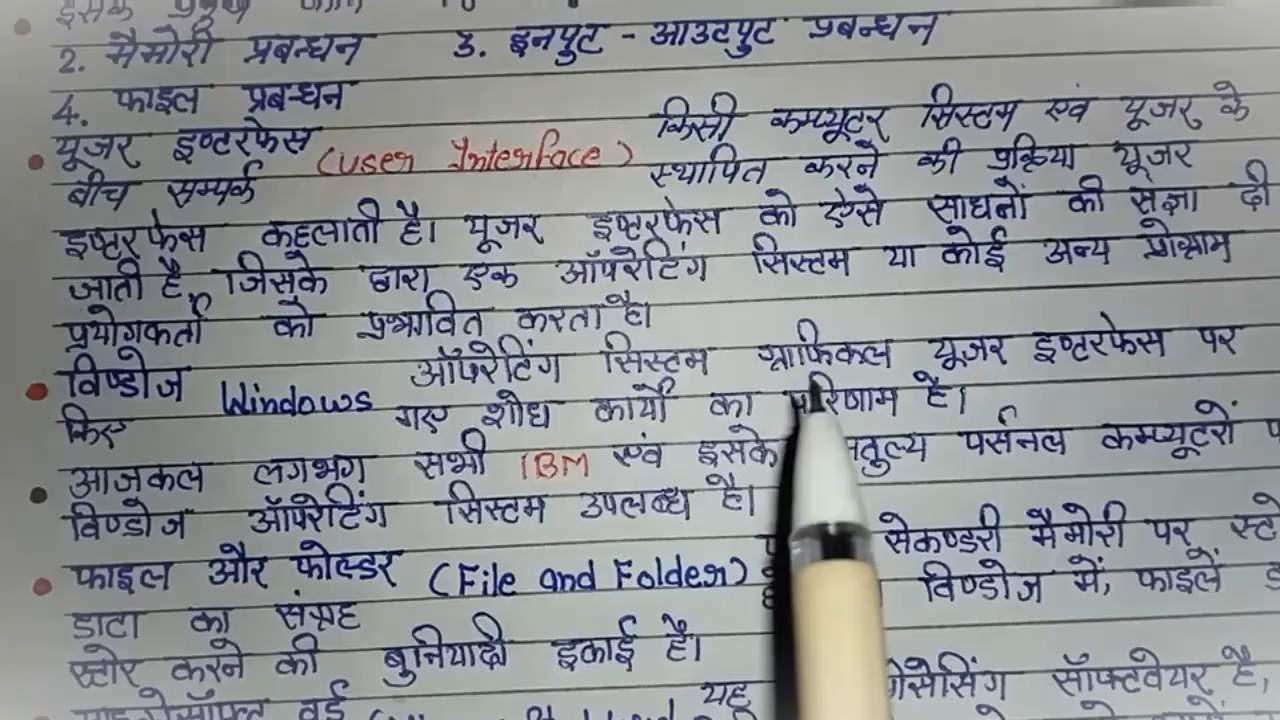 इसके प्रमुख
2. मैमोरी प्रबन्धन 3. इनपुट - आउटपुट प्रबन्धन
4. फाइल प्रबन्धन
यूजर इण्टरफेस (User Interface) किसी कम्प्यूटर सिस्टम एवं यूजर के
बीच सम्पर्क स्थापित करने की प्रक्रिया यूजर
इण्टरफेस कहलाती है। यूजर इण्टरफेस को ऐसे साधनों की संज्ञा दी
जाती है, जिसके द्वारा एक ऑपरेटिंग सिस्टम या कोई अन्य प्रोग्राम
प्रयोगकर्ता को प्रभावित करता है।
विण्डोज Windows ऑपरेटिंग सिस्टम ग्राफिकल यूजर इण्टरफेस पर
किए गए शोध कार्यों का परिणाम है।
आजकल लगभग सभी IBM एवं इसके तुल्य पर्सनल कम्प्यूटरों
विण्डोज ऑपरेटिंग सिस्टम उपलब्ध है।
फाइल और फोल्डर (File and Folder) सेकण्डरी मैमोरी पर
डाटा का संग्रह विण्डोज में, फाइलें
स्टोर करने की बुनियादी इकाई है।
वर्ड यह सॉफ्टवेयर है,